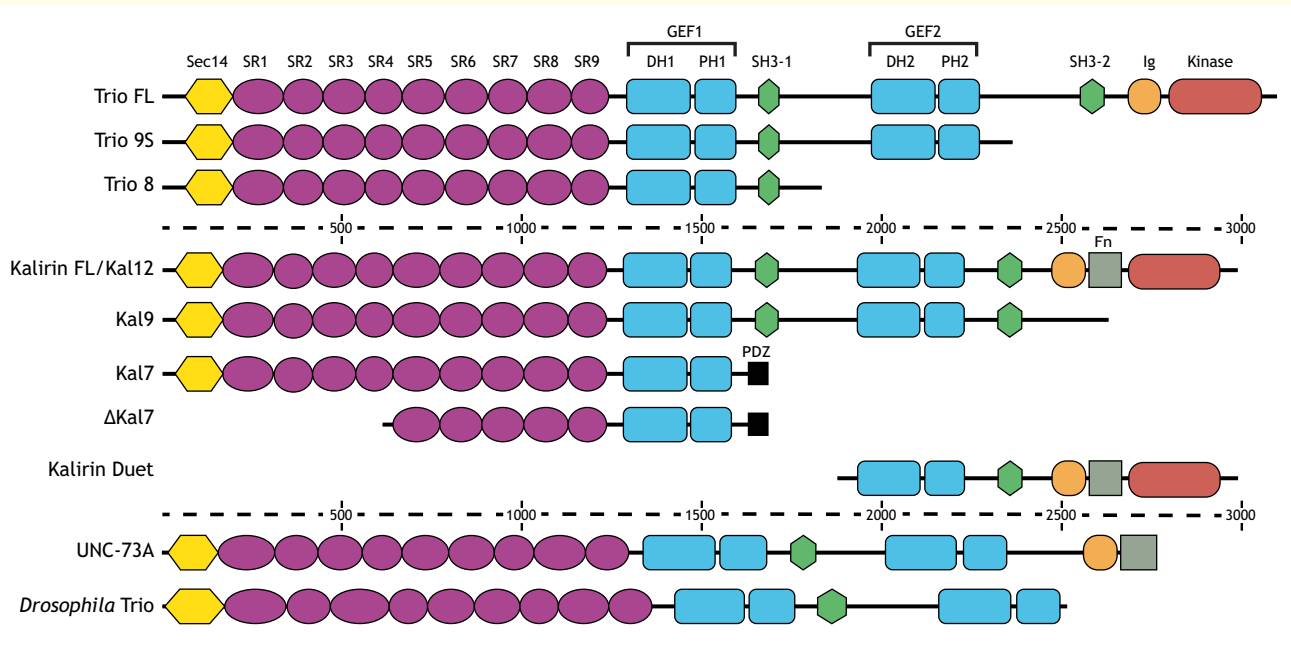 GEF1 GEF2
Sec14 SR1 SR2 SR3 SR4 SR5 SR6 SR7 SR8 SR9 DH1 PH1 SH3-1 DH2 PH2 SH3-2 Ig Kinase
Trio FL
Trio 9S
Trio 8
500 1000 1500 2000 2500 3000
Fn
Kalirin FL/Kal12
Kal9
PDZ
Kal7
ΔKal7
Kalirin Duet
500 1000 1500 2000 2500 3000
UNC-73A
Drosophila Trio